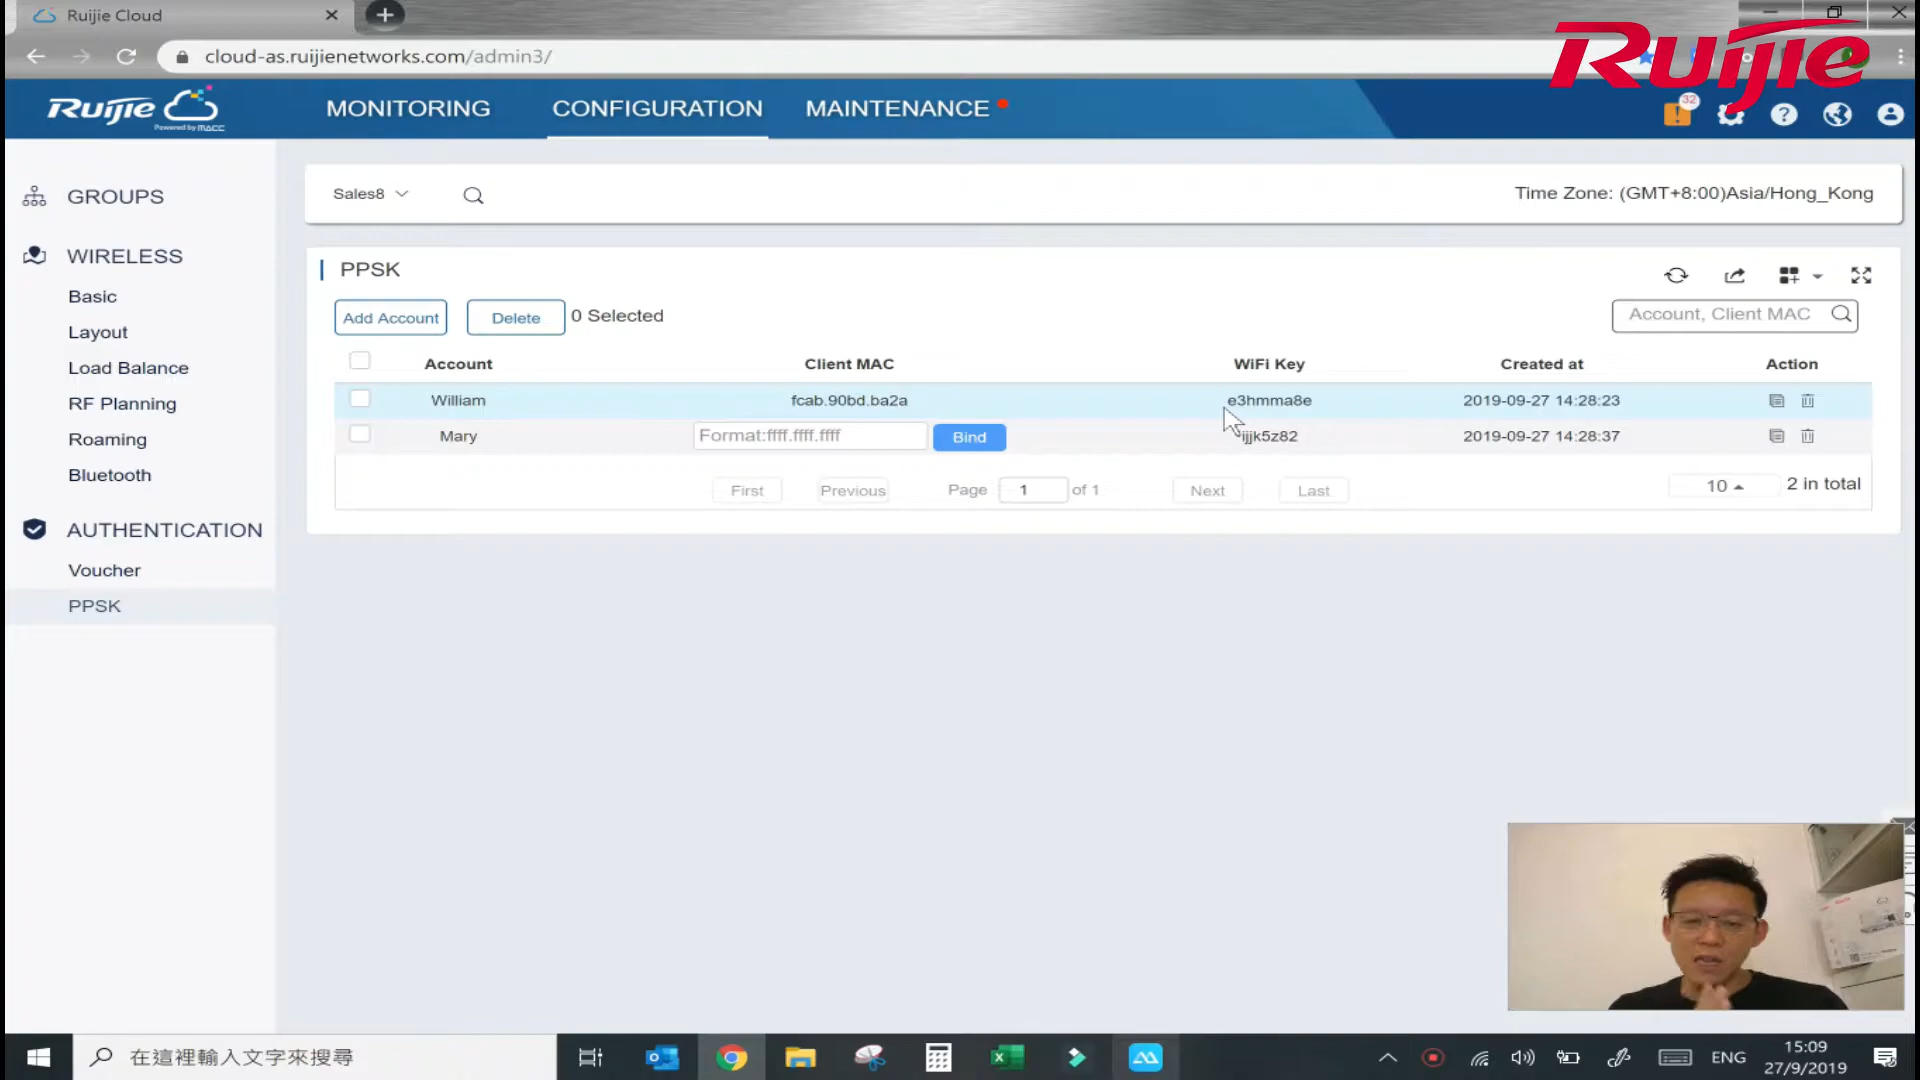 Ruijie Cloud
cloud-as.ruijienetworks.com/admin3/
Ruijie
Ruijie
Powered by MACC
MONITORING
CONFIGURATION
MAINTENANCE
32
GROUPS
WIRELESS
Basic
Layout
Load Balance
RF Planning
Roaming
Bluetooth
AUTHENTICATION
Voucher
PPSK
Sales8
Time Zone: (GMT+8:00)Asia/Hong_Kong
PPSK
Add Account
Delete
0 Selected
Account, Client MAC
Account Client MAC WiFi Key Created at Action
William fcab.90bd.ba2a e3hmma8e 2019-09-27 14:28:23
Mary Format:ffff.ffff.ffff Bind 2019-09-27 14:28:37
First Previous Page 1 of 1 Next Last 10 2 in total
在這裡輸入文字來搜尋
ENG
15:09
27/9/2019